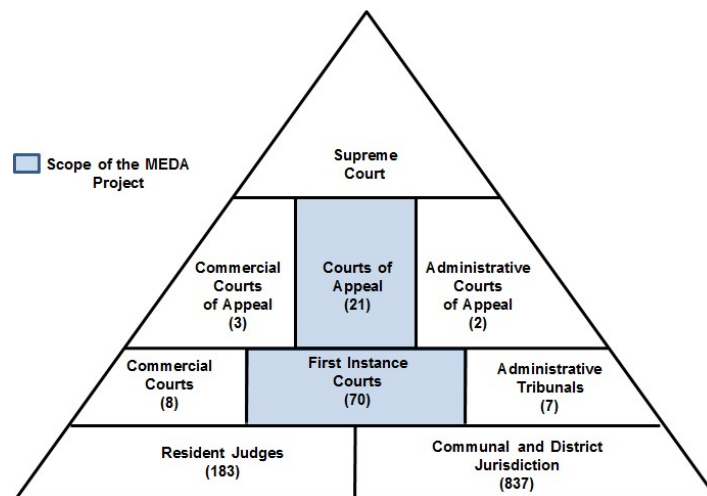 Supreme
Court
Scope of the MEDA
Project
Commercial
Courts
of Appeal
(3)
Courts of
Appeal
(21)
Administrative
Courts
of Appeal
(2)
Commercial
Courts
(8)
First Instance
Courts
(70)
Administrative
Tribunals
(7)
Resident Judges
(183)
Communal and District
Jurisdiction
(837)